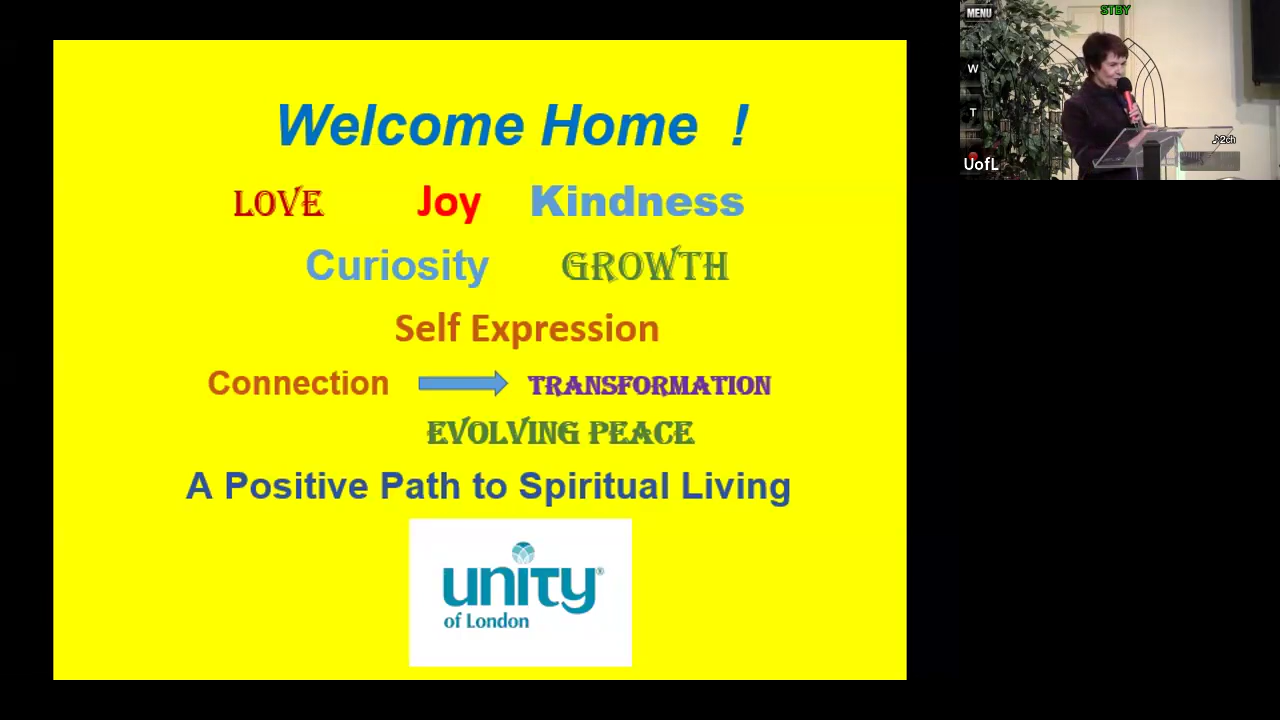 Welcome Home !
LOVE Joy Kindness
Curiosity GROWTH
Self Expression
Connection TRANSFORMATION
EVOLVING PEACE
A Positive Path to Spiritual Living
unity®
of London
MENU
STBY
W
T
♪2ch
UofL